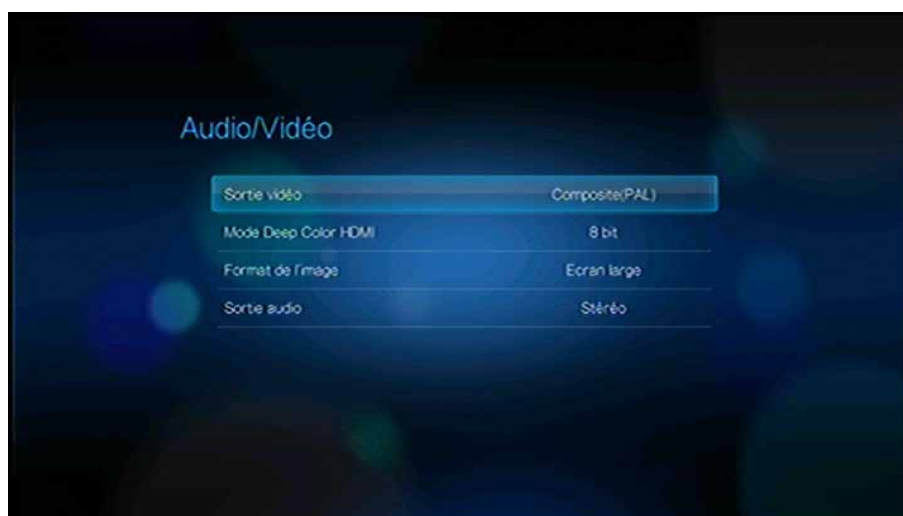 Audio/Vidéo
Sortie vidéo Composite(PAL)
Mode Deep Color HDMI 8 bit
Format de l'image Ecran large
Sortie audio Stéréo